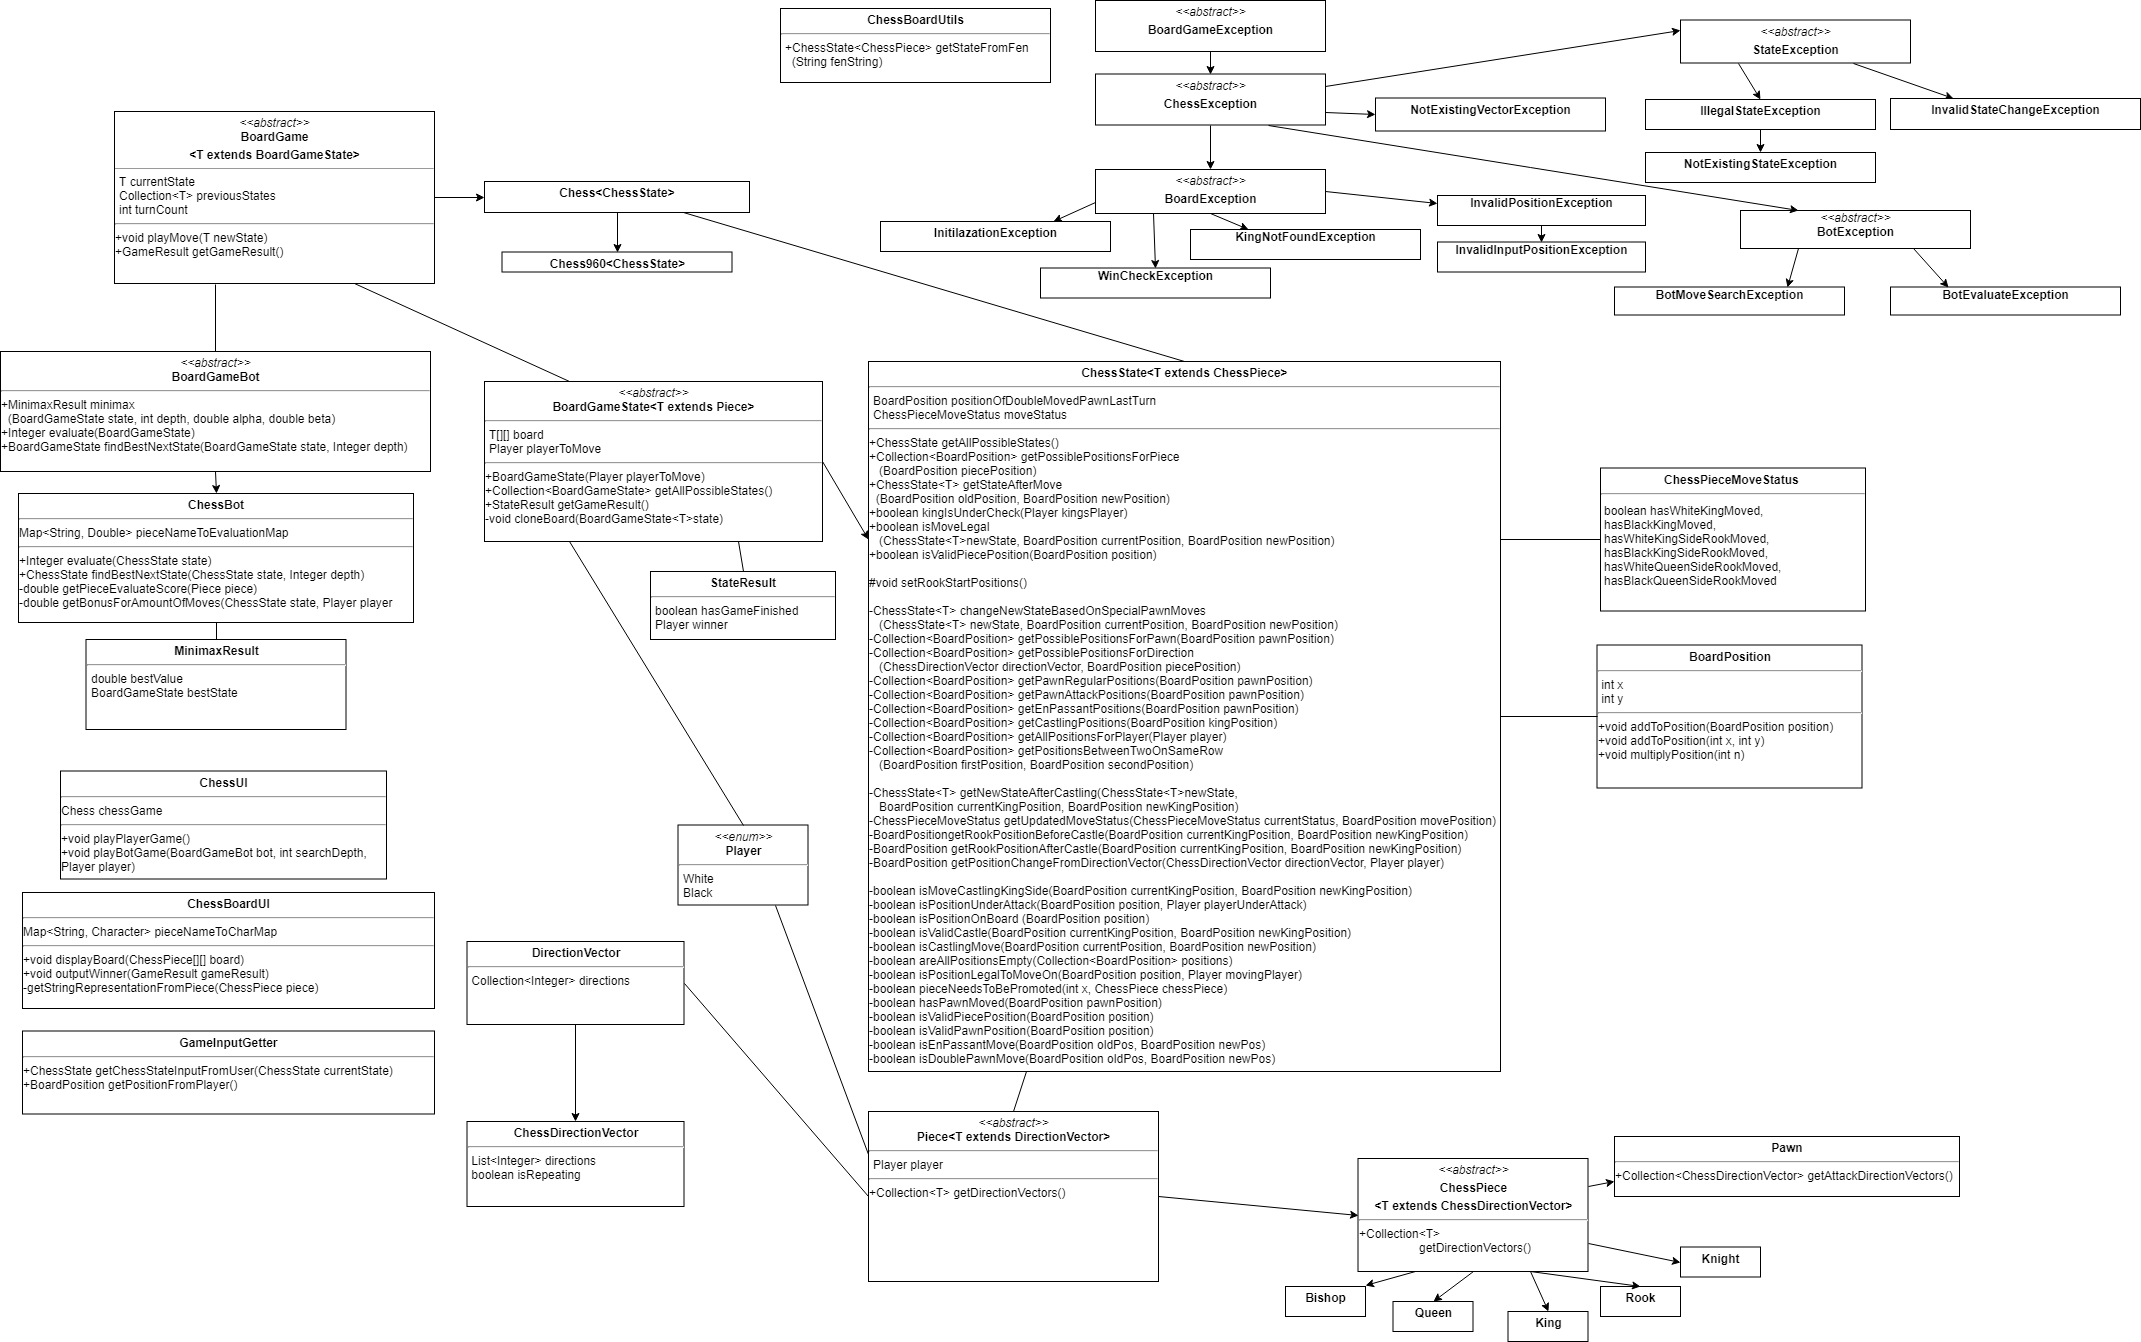 ChessBoardUtils
+ChessState<ChessPiece> getStateFromFen
(String fenString)
<<abstract>>
BoardGameException
<<abstract>>
ChessException
<<abstract>>
StateException
NotExistingVectorException
IllegalStateException
InvalidStateChangeException
NotExistingStateException
<<abstract>>
BoardException
InitilazationException
KingNotFoundException
WinCheckException
InvalidPositionException
InvalidInputPositionException
<<abstract>>
BotException
BotMoveSearchException
BotEvaluateException
<<abstract>>
BoardGame
<T extends BoardGameState>
T currentState
Collection<T> previousStates
int turnCount
+void playMove(T newState)
+GameResult getGameResult()
Chess<ChessState>
Chess960<ChessState>
<<abstract>>
BoardGameBot
+MinimaxResult minimax
(BoardGameState state, int depth, double alpha, double beta)
+Integer evaluate(BoardGameState)
+BoardGameState findBestNextState(BoardGameState state, Integer depth)
ChessBot
Map<String, Double> pieceNameToEvaluationMap
+Integer evaluate(ChessState state)
+ChessState findBestNextState(ChessState state, Integer depth)
-double getPieceEvaluateScore(Piece piece)
-double getBonusForAmountOfMoves(ChessState state, Player player
MinimaxResult
double bestValue
BoardGameState bestState
<<abstract>>
BoardGameState<T extends Piece>
T[][] board
Player playerToMove
+BoardGameState(Player playerToMove)
+Collection<BoardGameState> getAllPossibleStates()
+StateResult getGameResult()
-void cloneBoard(BoardGameState<T>state)
StateResult
boolean hasGameFinished
Player winner
ChessState<T extends ChessPiece>
BoardPosition positionOfDoubleMovedPawnLastTurn
ChessPieceMoveStatus moveStatus
+ChessState getAllPossibleStates()
+Collection<BoardPosition> getPossiblePositionsForPiece
(BoardPosition piecePosition)
+ChessState<T> getStateAfterMove
(BoardPosition oldPosition, BoardPosition newPosition)
+boolean kingIsUnderCheck(Player kingsPlayer)
+boolean isMoveLegal
(ChessState<T>newState, BoardPosition currentPosition, BoardPosition newPosition)
+boolean isValidPiecePosition(BoardPosition position)
#void setRookStartPositions()
-ChessState<T> changeNewStateBasedOnSpecialPawnMoves
(ChessState<T> newState, BoardPosition currentPosition, BoardPosition newPosition)
-Collection<BoardPosition> getPossiblePositionsForPawn(BoardPosition pawnPosition)
-Collection<BoardPosition> getPossiblePositionsForDirection
(ChessDirectionVector directionVector, BoardPosition piecePosition)
-Collection<BoardPosition> getPawnRegularPositions(BoardPosition pawnPosition)
-Collection<BoardPosition> getPawnAttackPositions(BoardPosition pawnPosition)
-Collection<BoardPosition> getEnPassantPositions(BoardPosition pawnPosition)
-Collection<BoardPosition> getCastlingPositions(BoardPosition kingPosition)
-Collection<BoardPosition> getAllPositionsForPlayer(Player player)
-Collection<BoardPosition> getPositionsBetweenTwoOnSameRow
(BoardPosition firstPosition, BoardPosition secondPosition)
-ChessState<T> getNewStateAfterCastling(ChessState<T>newState,
BoardPosition currentKingPosition, BoardPosition newKingPosition)
-ChessPieceMoveStatus getUpdatedMoveStatus(ChessPieceMoveStatus currentStatus, BoardPosition movePosition)
-BoardPositiongetRookPositionBeforeCastle(BoardPosition currentKingPosition, BoardPosition newKingPosition)
-BoardPosition getRookPositionAfterCastle(BoardPosition currentKingPosition, BoardPosition newKingPosition)
-BoardPosition getPositionChangeFromDirectionVector(ChessDirectionVector directionVector, Player player)
-boolean isMoveCastlingKingSide(BoardPosition currentKingPosition, BoardPosition newKingPosition)
-boolean isPositionUnderAttack(BoardPosition position, Player playerUnderAttack)
-boolean isPositionOnBoard (BoardPosition position)
-boolean isValidCastle(BoardPosition currentKingPosition, BoardPosition newKingPosition)
-boolean isCastlingMove(BoardPosition currentPosition, BoardPosition newPosition)
-boolean areAllPositionsEmpty(Collection<BoardPosition> positions)
-boolean isPositionLegalToMoveOn(BoardPosition position, Player movingPlayer)
-boolean pieceNeedsToBePromoted(int x, ChessPiece chessPiece)
-boolean hasPawnMoved(BoardPosition pawnPosition)
-boolean isValidPiecePosition(BoardPosition position)
-boolean isValidPawnPosition(BoardPosition position)
-boolean isEnPassantMove(BoardPosition oldPos, BoardPosition newPos)
-boolean isDoublePawnMove(BoardPosition oldPos, BoardPosition newPos)
ChessPieceMoveStatus
boolean hasWhiteKingMoved,
hasBlackKingMoved,
hasWhiteKingSideRookMoved,
hasBlackKingSideRookMoved,
hasWhiteQueenSideRookMoved,
hasBlackQueenSideRookMoved
BoardPosition
int x
int y
+void addToPosition(BoardPosition position)
+void addToPosition(int x, int y)
+void multiplyPosition(int n)
ChessUI
Chess chessGame
+void playPlayerGame()
+void playBotGame(BoardGameBot bot, int searchDepth,
Player player)
ChessBoardUI
Map<String, Character> pieceNameToCharMap
+void displayBoard(ChessPiece[][] board)
+void outputWinner(GameResult gameResult)
-getStringRepresentationFromPiece(ChessPiece piece)
GameInputGetter
+ChessState getChessStateInputFromUser(ChessState currentState)
+BoardPosition getPositionFromPlayer()
<<enum>>
Player
White
Black
DirectionVector
Collection<Integer> directions
ChessDirectionVector
List<Integer> directions
boolean isRepeating
<<abstract>>
Piece<T extends DirectionVector>
Player player
+Collection<T> getDirectionVectors()
<<abstract>>
ChessPiece
<T extends ChessDirectionVector>
+Collection<T>
getDirectionVectors()
Pawn
+Collection<ChessDirectionVector> getAttackDirectionVectors()
Knight
Bishop
Queen
King
Rook